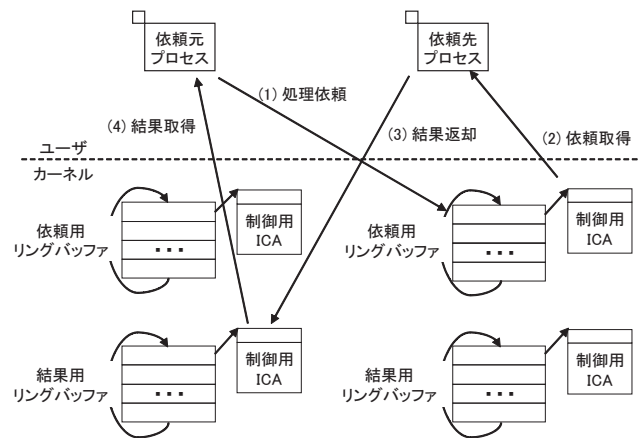 依頼元
プロセス
依頼先
プロセス
(1) 処理依頼
(4) 結果取得
(3) 結果返却
(2) 依頼取得
ユーザ
カーネル
依頼用
リングバッファ
・・・
制御用
ICA
依頼用
リングバッファ
・・・
制御用
ICA
結果用
リングバッファ
・・・
制御用
ICA
結果用
リングバッファ
・・・
制御用
ICA